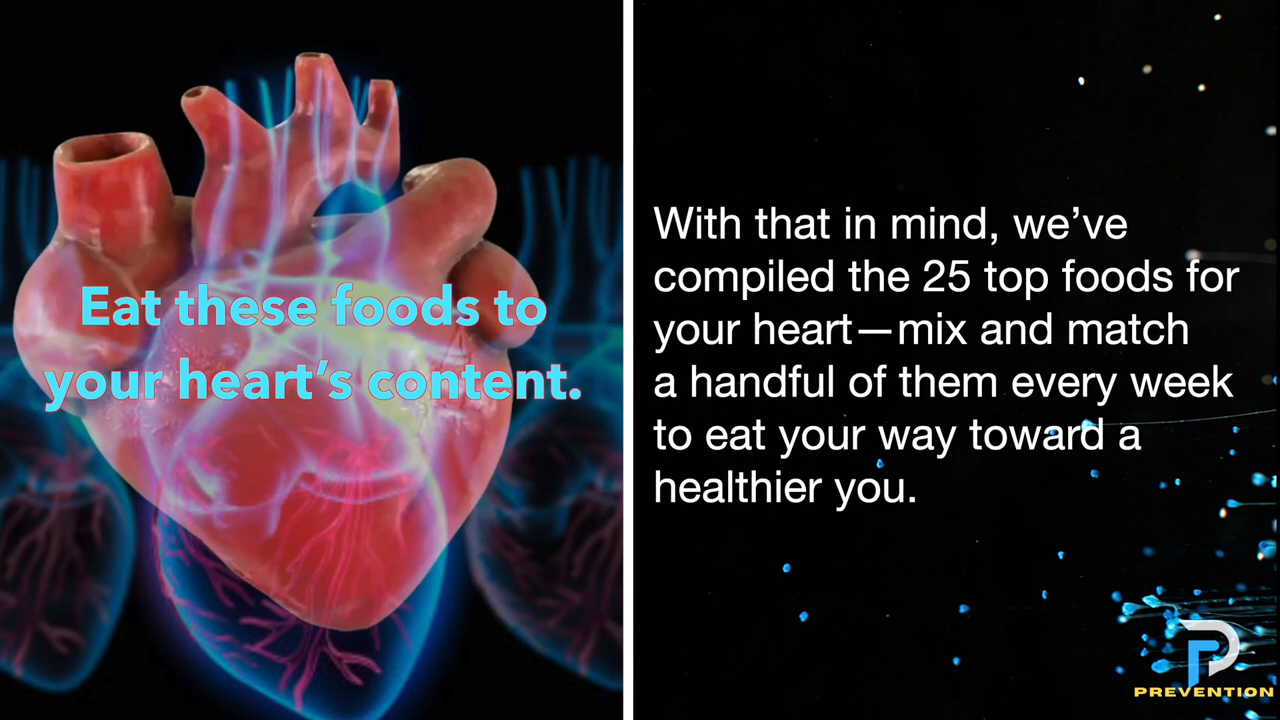 Eat these foods to
your heart’s content.
With that in mind, we’ve
compiled the 25 top foods for
your heart—mix and match
a handful of them every week
to eat your way toward a
healthier you.
PREVENTION